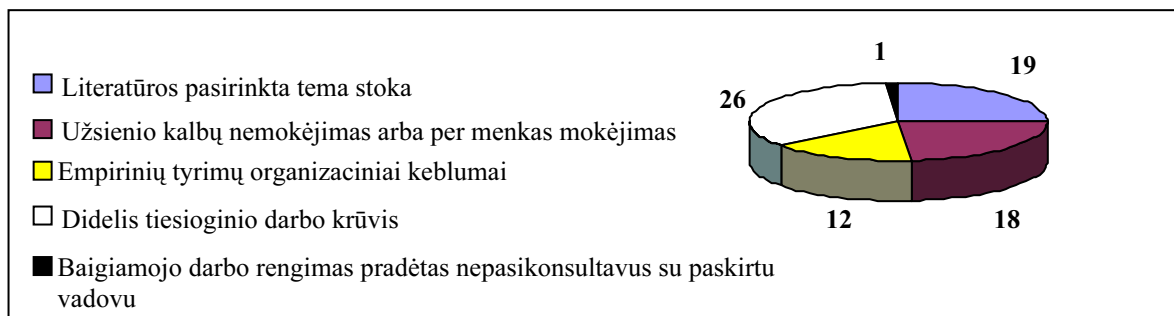 Literatūros pasirinkta tema stoka
Užsienio kalbų nemokėjimas arba per menkas mokėjimas
Empirinių tyrimų organizaciniai keblumai
Didelis tiesioginio darbo krūvis
Baigiamojo darbo rengimas pradėtas nepasikonsultavus su paskirtu
vadovu
1
19
26
12
18